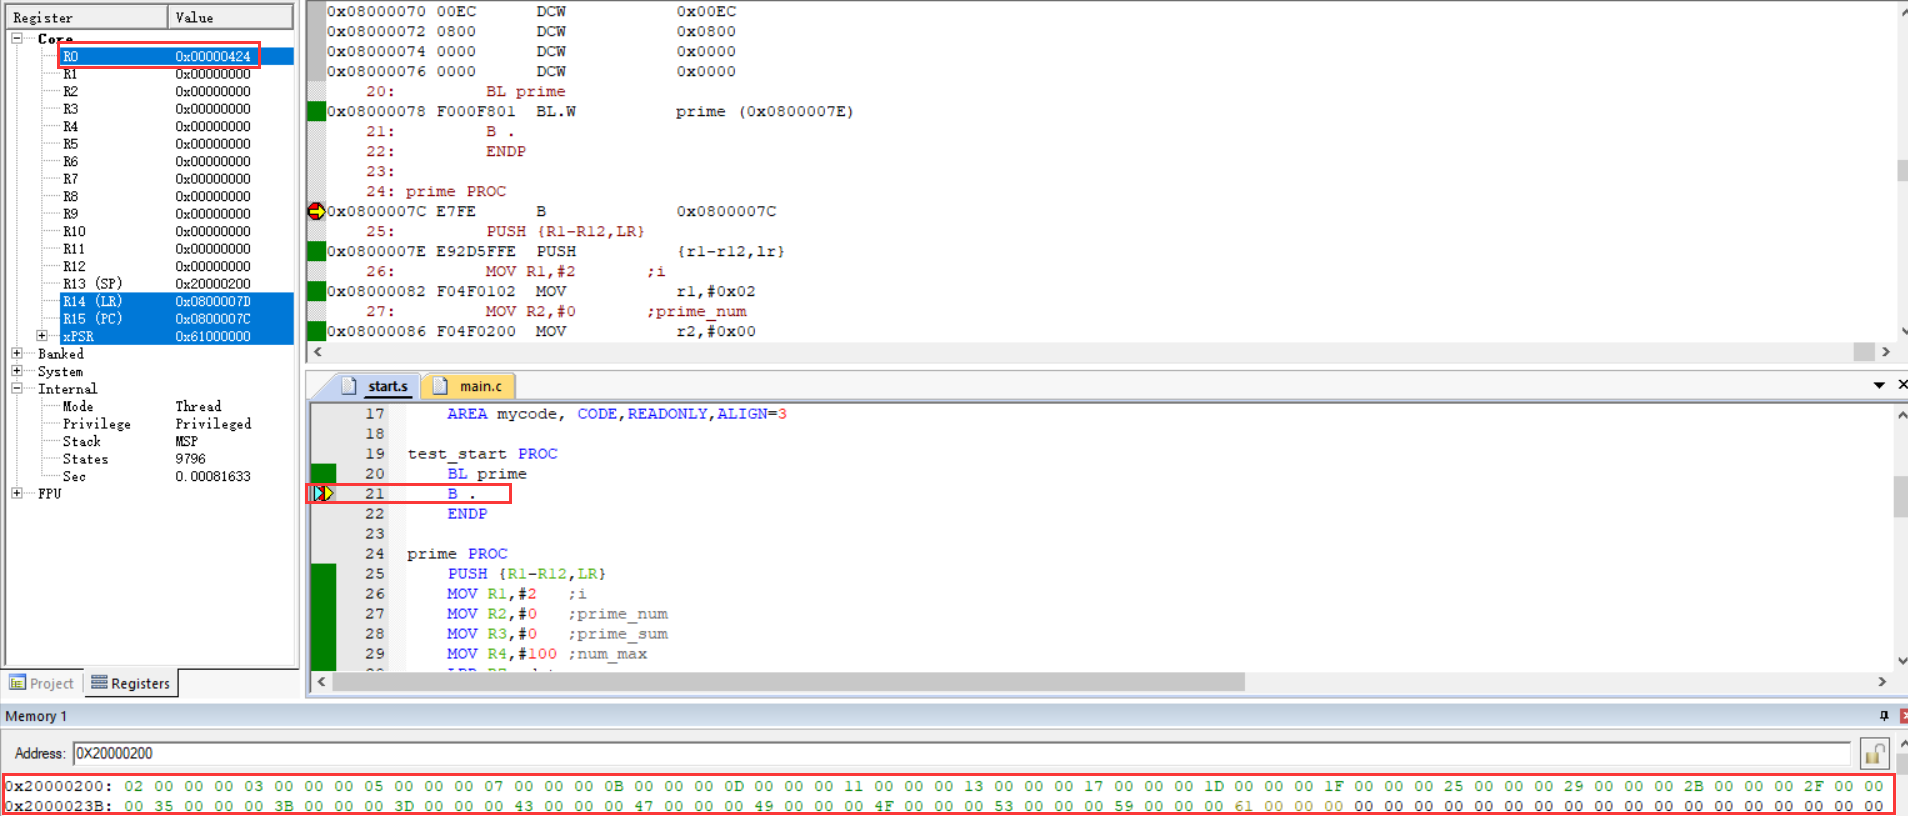 Register Value
Core
R0 0x00000424
R1 0x00000000
R2 0x00000000
R3 0x00000000
R4 0x00000000
R5 0x00000000
R6 0x00000000
R7 0x00000000
R8 0x00000000
R9 0x00000000
R10 0x00000000
R11 0x00000000
R12 0x00000000
R13 (SP) 0x20000200
R14 (LR) 0x0800007D
R15 (PC) 0x0800007C
xPSR 0x61000000
Banked
System
Internal
Mode Thread
Privilege Privileged
Stack MSP
States 9796
Sec 0.00081633
FPU
Project Registers
0x08000070 00EC DCW 0x00EC
0x08000072 0800 DCW 0x0800
0x08000074 0000 DCW 0x0000
0x08000076 0000 DCW 0x0000
20: BL prime
0x08000078 F000F801 BL.W prime (0x0800007E)
21: B .
22: ENDP
23:
24: prime PROC
0x0800007C E7FE B 0x0800007C
25: PUSH {R1-R12,LR}
0x0800007E E92D5FFE PUSH {r1-r12,lr}
26: MOV R1,#2 ;i
0x08000082 F04F0102 MOV r1,#0x02
27: MOV R2,#0 ;prime_num
0x08000086 F04F0200 MOV r2,#0x00
start.s main.c
17 AREA mycode, CODE,READONLY,ALIGN=3
18
19 test_start PROC
20 BL prime
21 B .
22 ENDP
23
24 prime PROC
25 PUSH {R1-R12,LR}
26 MOV R1,#2 ;i
27 MOV R2,#0 ;prime_num
28 MOV R3,#0 ;prime_sum
29 MOV R4,#100 ;num_max
Memory 1
Address: 0X20000200
0x20000200: 02 00 00 00 03 00 00 00 05 00 00 00 07 00 00 00 0B 00 00 00 0D 00 00 00 11 00 00 00 13 00 00 00 17 00 00 00 1D 00 00 00 1F 00 00 00 25 00 00 00 29 00 00 00 2B 00 00 00 2F 00 00
0x2000023B: 00 35 00 00 00 3B 00 00 00 3D 00 00 00 43 00 00 00 47 00 00 00 49 00 00 00 4F 00 00 00 53 00 00 00 59 00 00 00 61 00 00 00 00 00 00 00 00 00 00 00 00 00 00 00 00 00 00 00 00 00